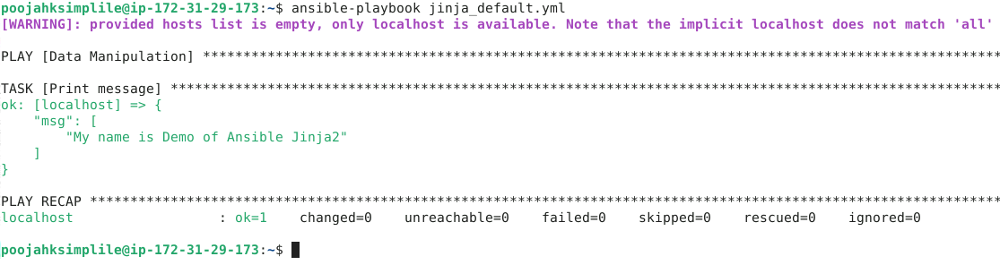 poojahksimplile@ip-172-31-29-173:~$ ansible-playbook jinja_default.yml
[WARNING]: provided hosts list is empty, only localhost is available. Note that the implicit localhost does not match 'all'
PLAY [Data Manipulation] ***************************************************************************************************
TASK [Print message] *******************************************************************************************************
ok: [localhost] => {
    "msg": [
        "My name is Demo of Ansible Jinja2"
    ]
}
PLAY RECAP *****************************************************************************************************************
localhost                  : ok=1    changed=0    unreachable=0    failed=0    skipped=0    rescued=0    ignored=0
poojahksimplile@ip-172-31-29-173:~$